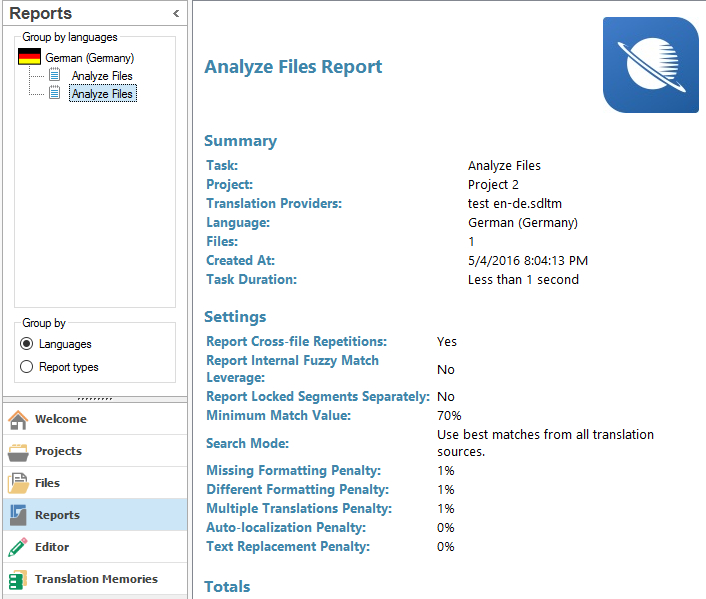 Reports
Group by languages
German (Germany)
Analyze Files
Analyze Files
Group by
Languages
Report types
Welcome
Projects
Files
Reports
Editor
Translation Memories
Analyze Files Report
Summary
Task: Analyze Files
Project: Project 2
Translation Providers: test en-de.sdltm
Language: German (Germany)
Files: 1
Created At: 5/4/2016 8:04:13 PM
Task Duration: Less than 1 second
Settings
Report Cross-file Repetitions: Yes
Report Internal Fuzzy Match
Leverage: No
Report Locked Segments Separately: No
Minimum Match Value: 70%
Search Mode: Use best matches from all translation
sources.
Missing Formatting Penalty: 1%
Different Formatting Penalty: 1%
Multiple Translations Penalty: 1%
Auto-localization Penalty: 0%
Text Replacement Penalty: 0%
Totals